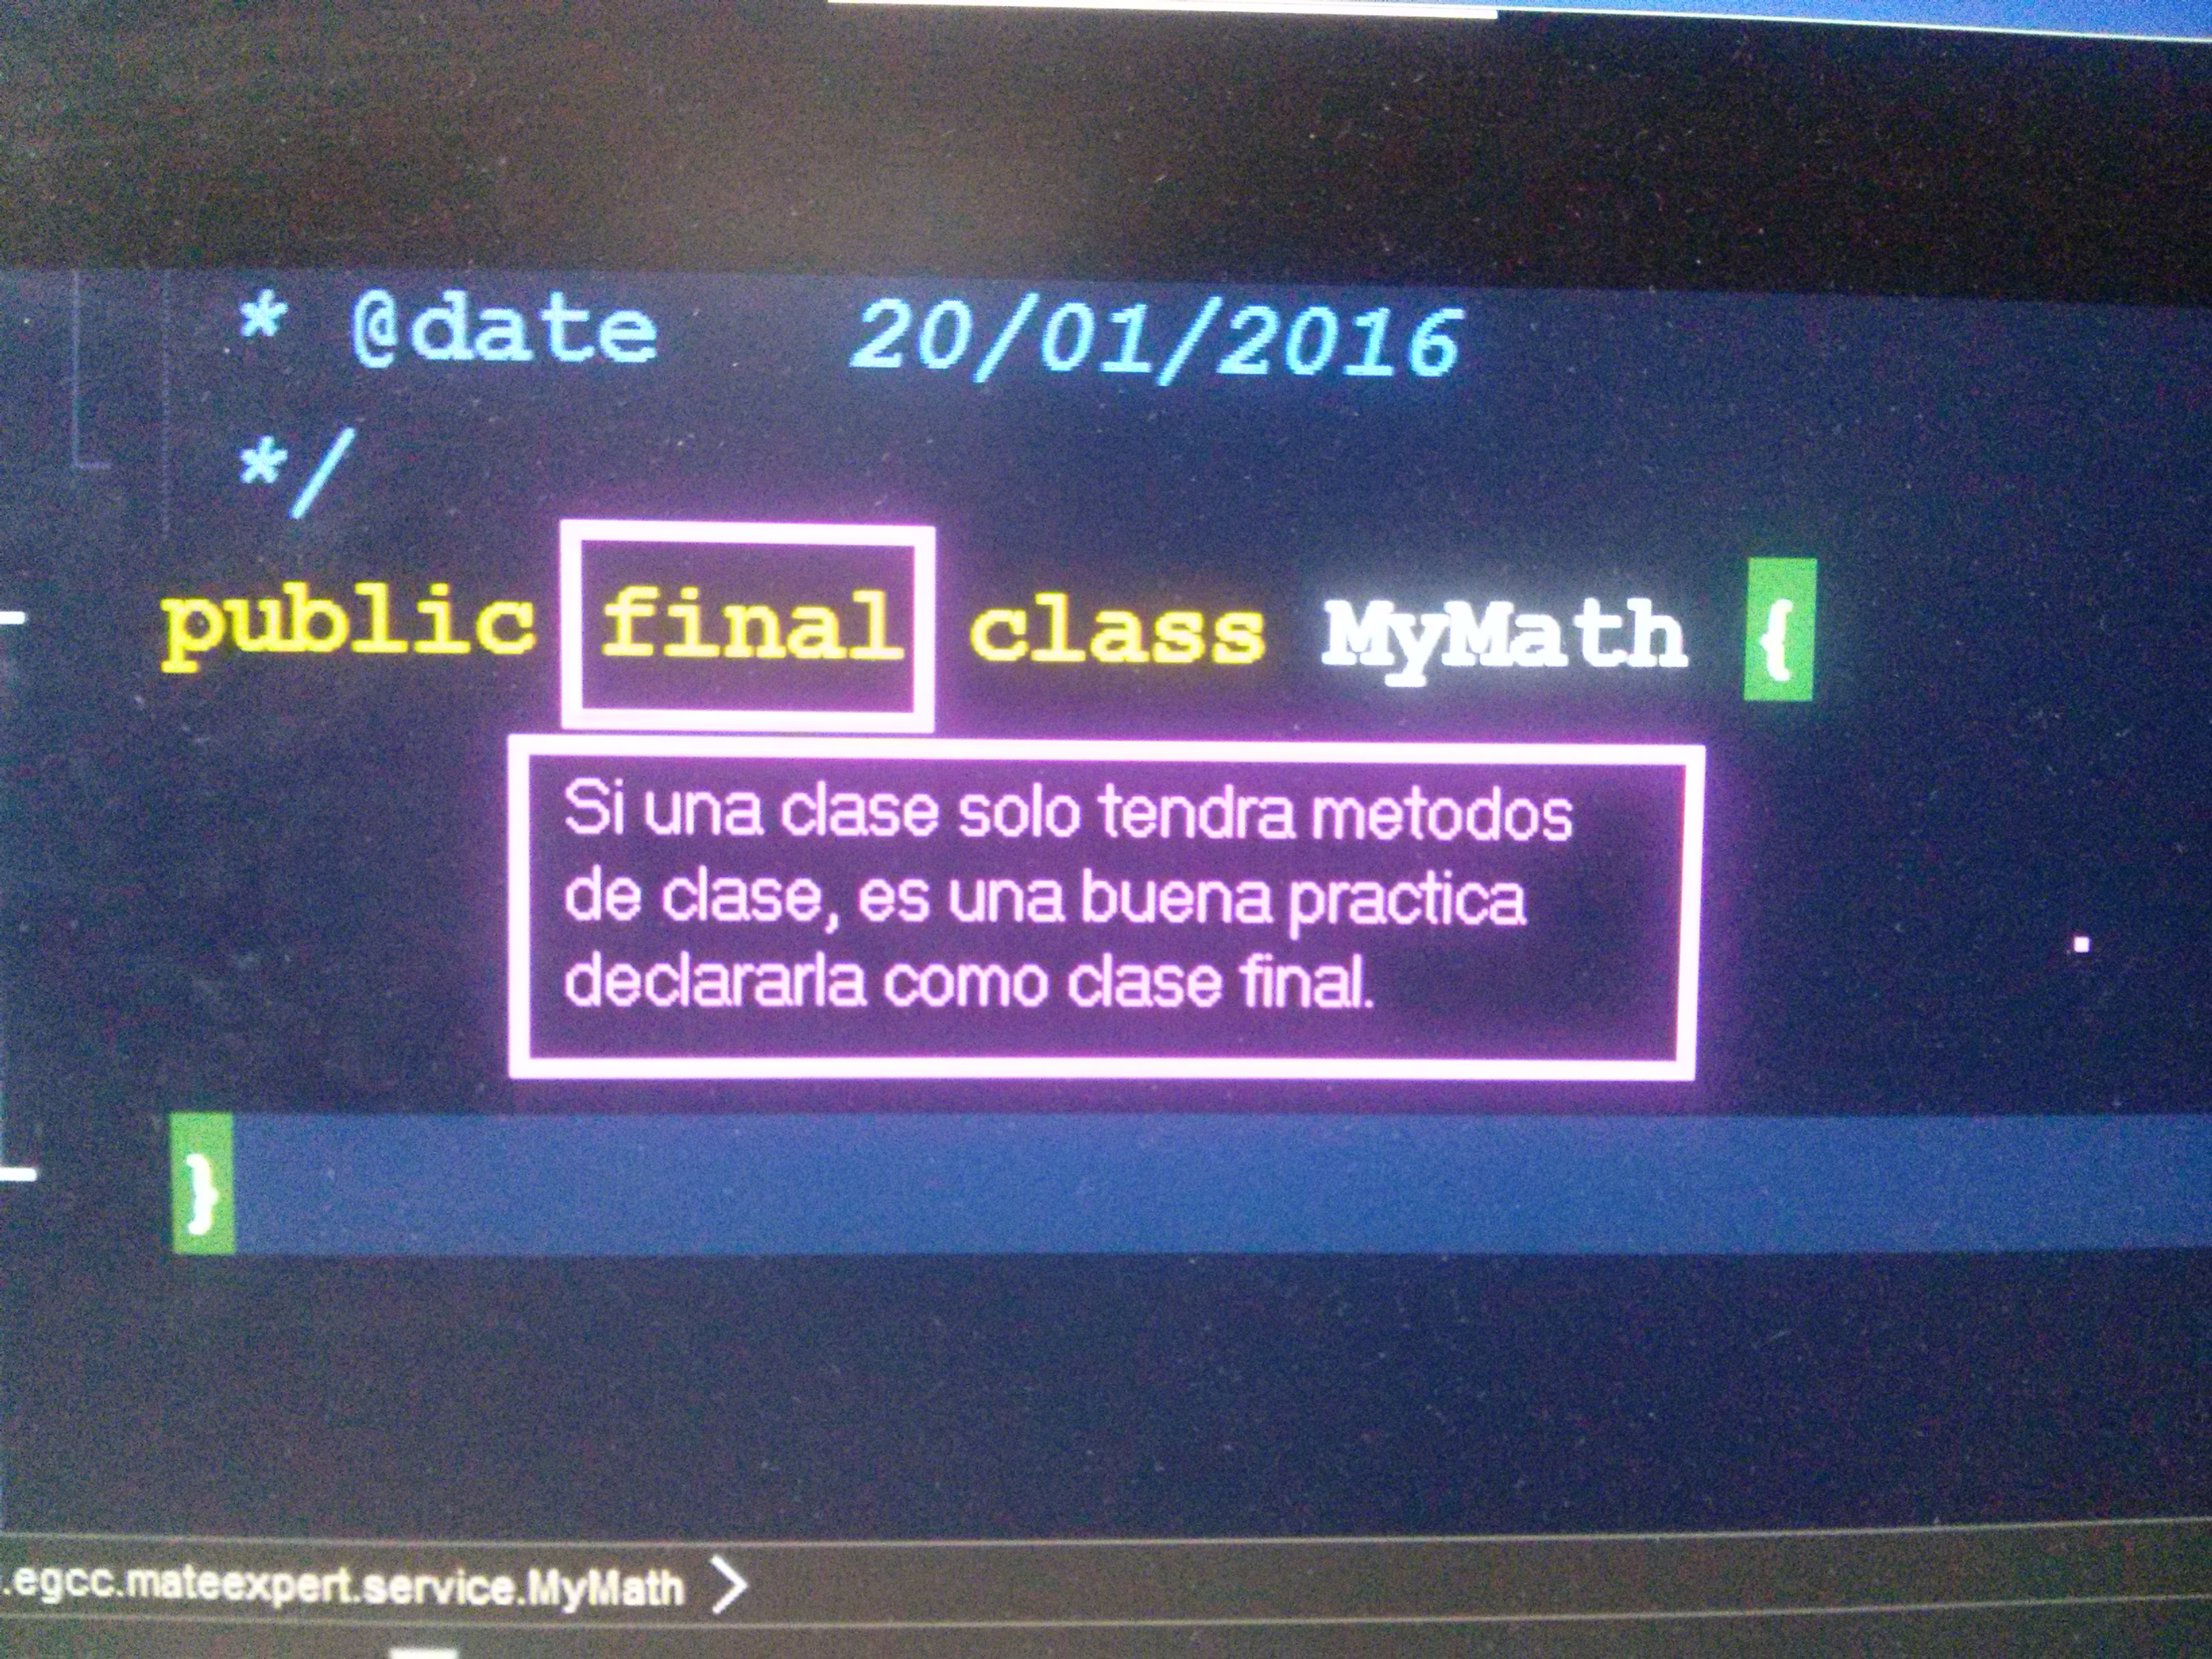 * @date 20/01/2016
*/
public final class MyMath {
Si una clase solo tendra metodos
de clase, es una buena practica
declararla como clase final.
}
.egcc.mateexpert.service.MyMath